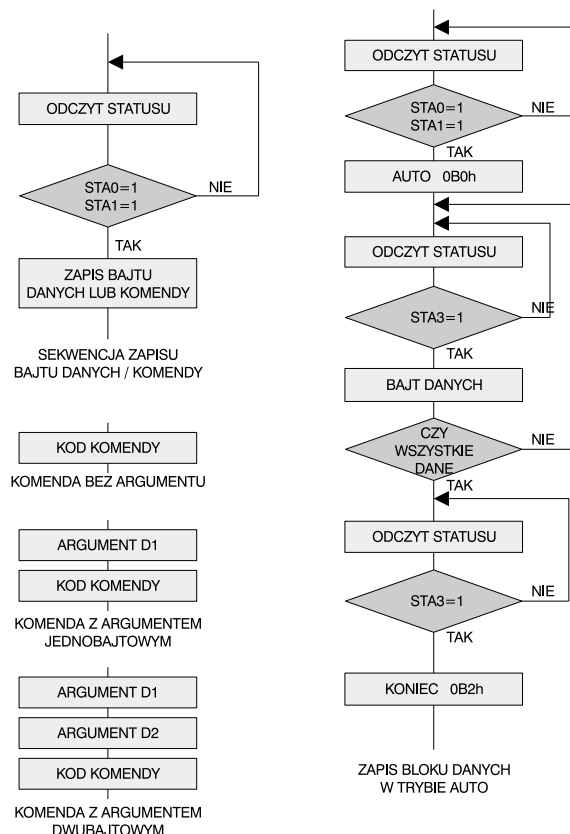 ODCZYT STATUSU
STA0=1
STA1=1
NIE
TAK
ZAPIS BAJTU
DANYCH LUB KOMENDY
SEKWENCJA ZAPISU
BAJTU DANYCH / KOMENDY
KOD KOMENDY
KOMENDA BEZ ARGUMENTU
ARGUMENT D1
KOD KOMENDY
KOMENDA Z ARGUMENTEM
JEDNOBAJTOWYM
ARGUMENT D1
ARGUMENT D2
KOD KOMENDY
KOMENDA Z ARGUMENTEM
DWUBAJTOWYM
ODCZYT STATUSU
STA0=1
STA1=1
NIE
TAK
AUTO 0B0h
ODCZYT STATUSU
NIE
STA3=1
TAK
BAJT DANYCH
CZY
WSZYSTKIE
DANE
NIE
TAK
ODCZYT STATUSU
NIE
STA3=1
TAK
KONIEC 0B2h
ZAPIS BLOKU DANYCH
W TRYBIE AUTO